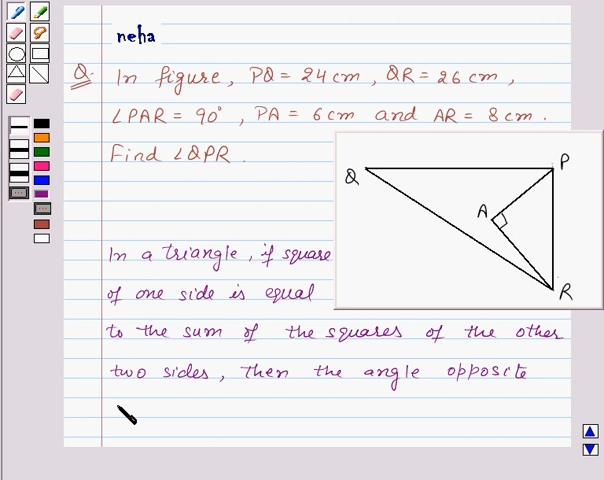 neha
Q. In figure, PQ = 24 cm, QR = 26 cm,
∠PAR = 90°, PA = 6 cm and AR = 8 cm.
Find ∠QPR.
Q
P
A
R
In a triangle, if square
of one side is equal
to the sum of the squares of the other
two sides, then the angle opposite